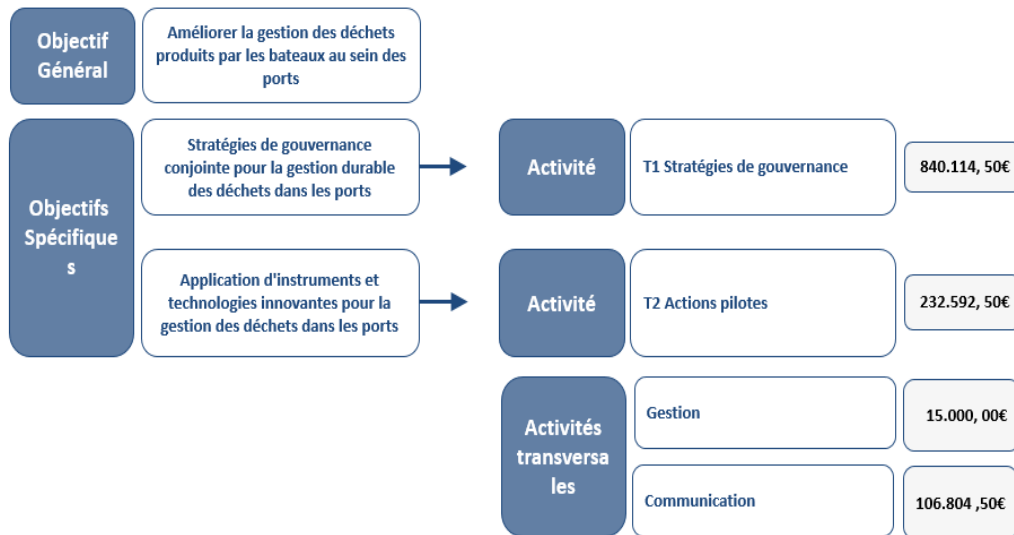 Objectif
Général
Améliorer la gestion des déchets
produits par les bateaux au sein des
ports
Objectifs
Spécifique
s
Stratégies de gouvernance
conjointe pour la gestion durable
des déchets dans les ports
Activité
T1 Stratégies de gouvernance
840.114, 50€
Application d'instruments et
technologies innovantes pour la
gestion des déchets dans les ports
Activité
T2 Actions pilotes
232.592, 50€
Activités
transversa
les
Gestion
15.000, 00€
Communication
106.804 ,50€